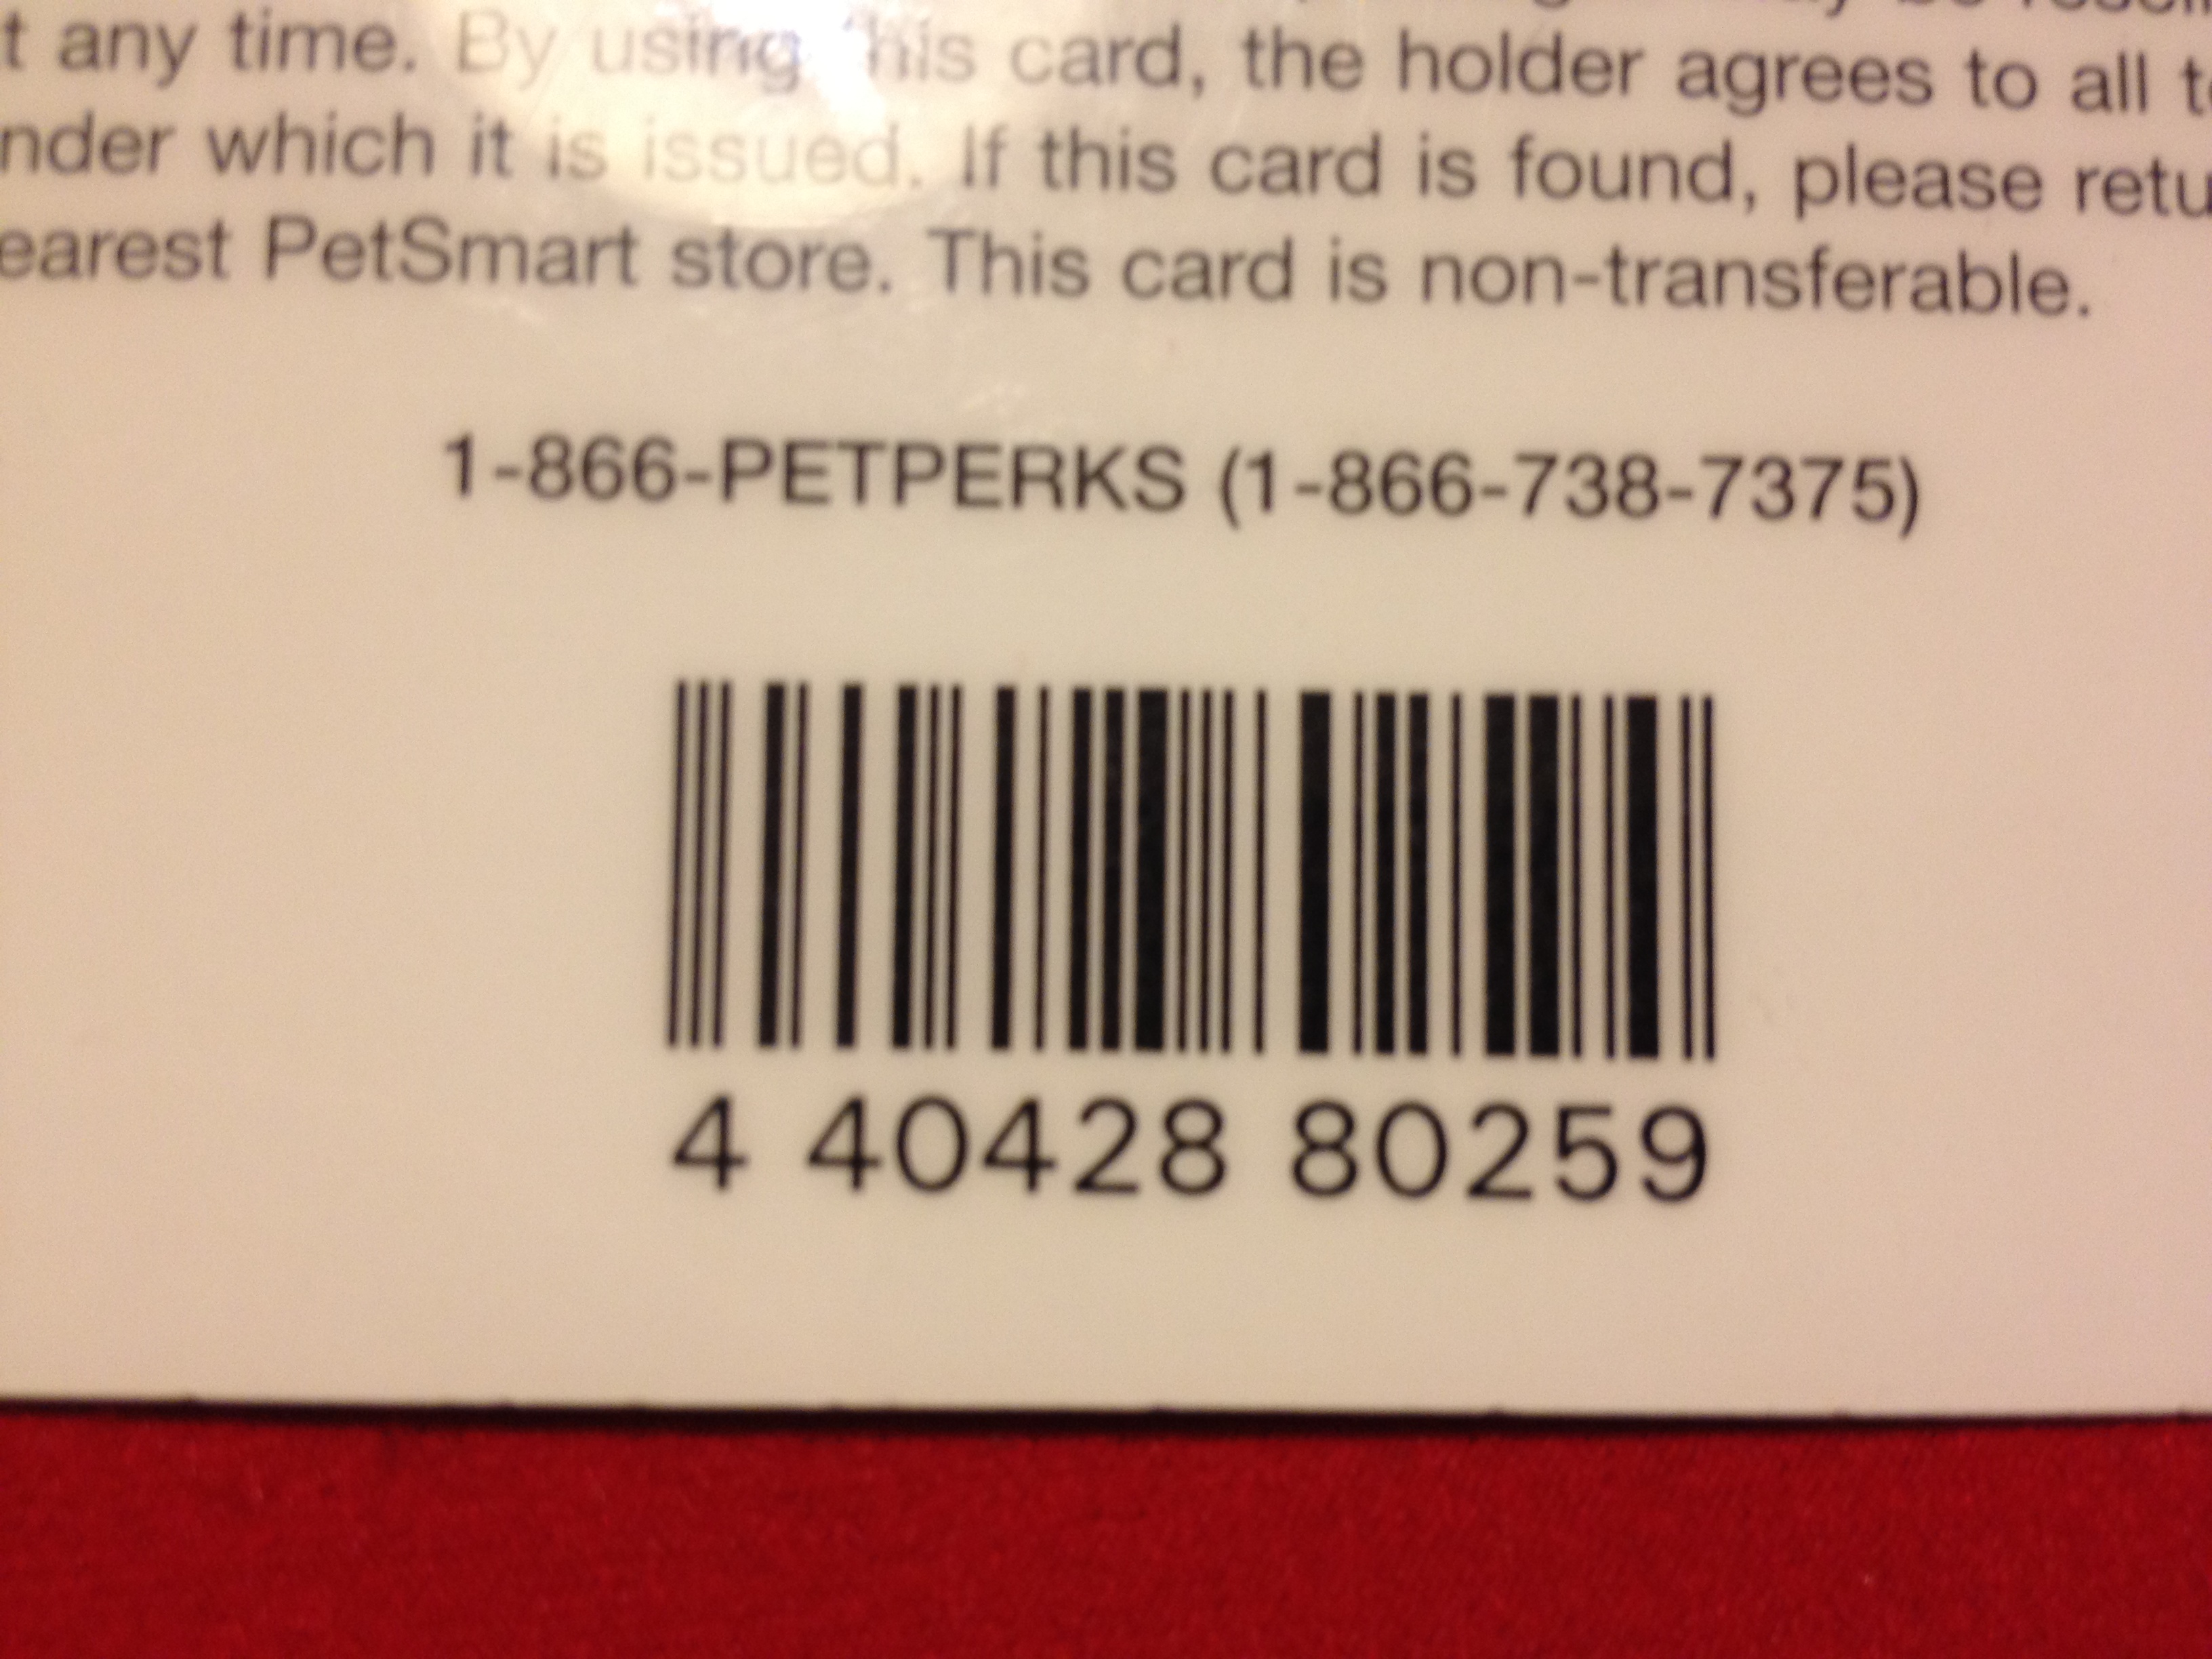 t any time. By using this card, the holder agrees to all
nder which it is issued. If this card is found, please retu
earest PetSmart store. This card is non-transferable.
1-866-PETPERKS (1-866-738-7375)
4 40428 80259